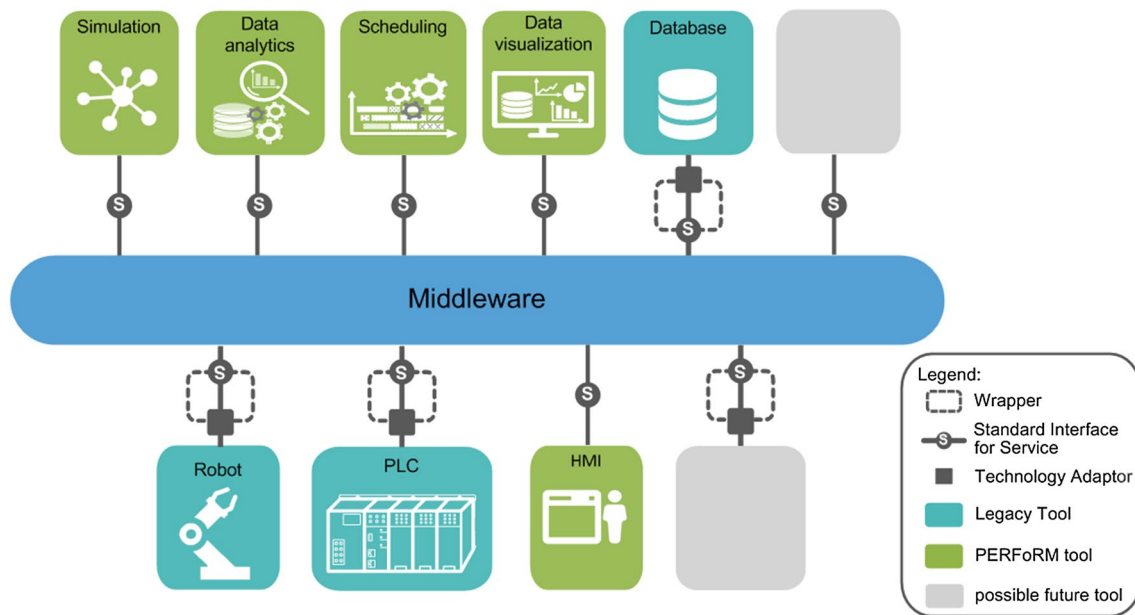 Simulation
Data
analytics
Scheduling
Data
visualization
Database
S
S
S
S
S
S
Middleware
S
S
S
S
Robot
PLC
HMI
Legend:
Wrapper
S
Standard Interface
for Service
Technology Adaptor
Legacy Tool
PERFoRM tool
possible future tool